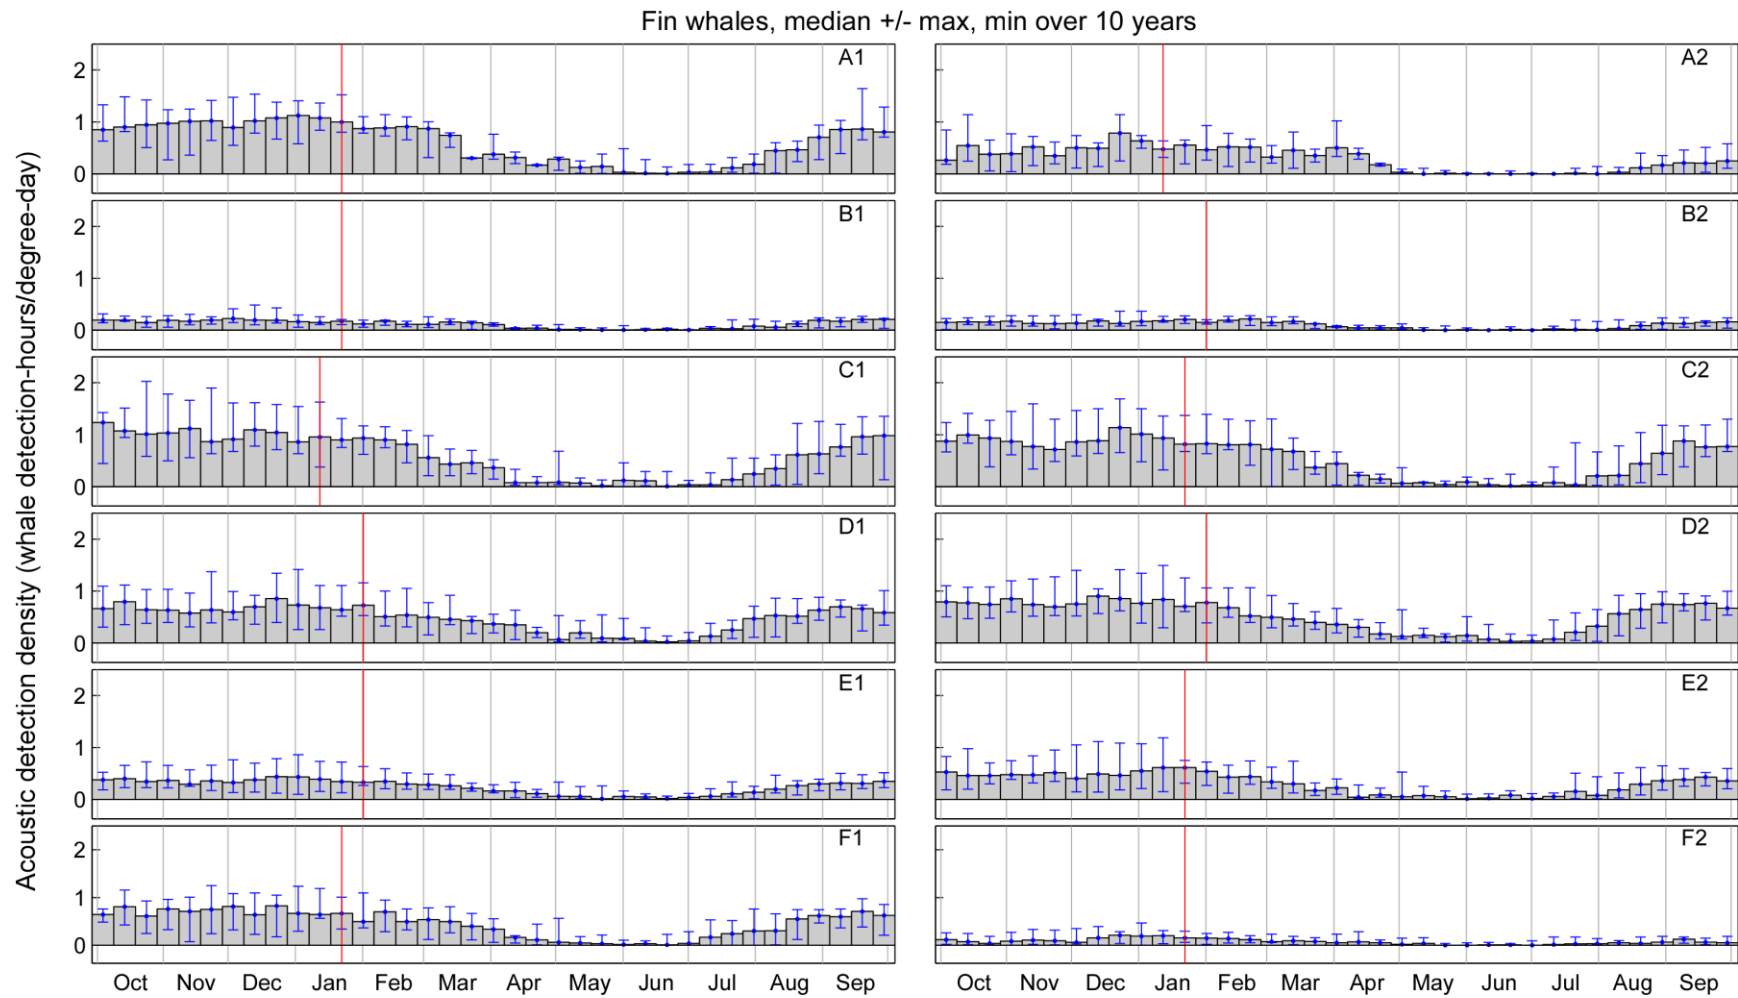 Fin whales, median +/- max, min over 10 years
Acoustic detection density (whale detection-hours/degree-day)
A1
2
1
0
A2
B1
2
1
0
B2
C1
2
1
0
C2
D1
2
1
0
D2
E1
2
1
0
E2
F1
2
1
0
F2
Oct Nov Dec Jan Feb Mar Apr May Jun Jul Aug Sep
Oct Nov Dec Jan Feb Mar Apr May Jun Jul Aug Sep